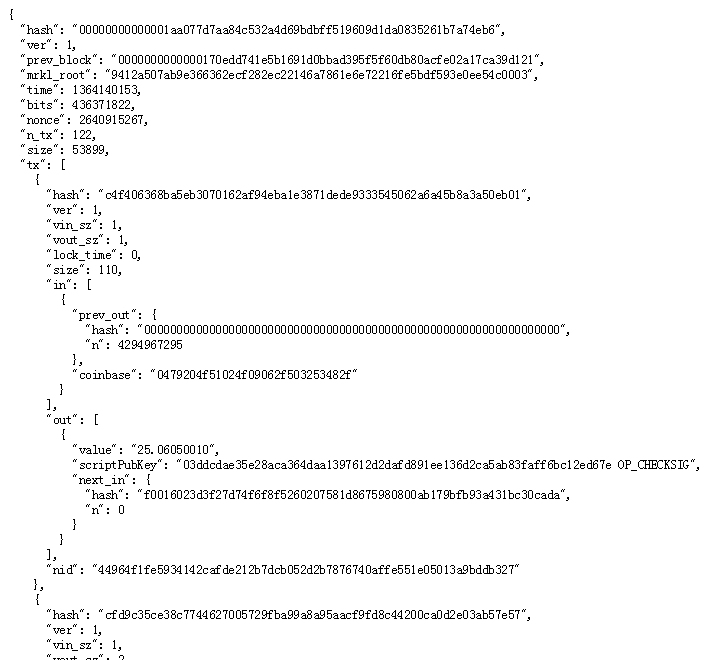 {
"hash": "00000000000001aa077d7aa84c532a4d69bdbff519609d1da0835261b7a74eb6",
"ver": 1,
"prev_block": "0000000000000170edd741e5b1691d0bbad395f5f60db80acfe02a17ca39d121",
"mrkl_root": "9412a507ab9e366362ecf282ec22146a7861e6e72216fe5bdf593e0ee54c0003",
"time": 1364140153,
"bits": 436371822,
"nonce": 2640915267,
"n_tx": 122,
"size": 53899,
"tx": [
{
"hash": "c4f406368ba5eb3070162af94eba1e3871dede9333545062a6a45b8a3a50eb01",
"ver": 1,
"vin_sz": 1,
"vout_sz": 1,
"lock_time": 0,
"size": 110,
"in": [
{
"prev_out": {
"hash": "0000000000000000000000000000000000000000000000000000000000000000",
"n": 4294967295
},
"coinbase": "0479204f51024f09062f503253482f"
}
],
"out": [
{
"value": "25.06050010",
"scriptPubKey": "03ddcdae35e28aca364daa1397612d2dafd891ee136d2ca5ab83faff6bc12ed67e OP_CHECKSIG",
"next_in": {
"hash": "f0016023d3f27d74f6f8f5260207581d8675980800ab179bfb93a431bc30cada",
"n": 0
}
}
],
"nid": "44964f1fe5934142cafde212b7dcb052d2b7876740affe551e05013a9bddb327"
},
{
"hash": "cfd9c35ce38c7744627005729fba99a8a95aacf9fd8c44200ca0d2e03ab57e57",
"ver": 1,
"vin_sz": 1,
"vout_sz": 2